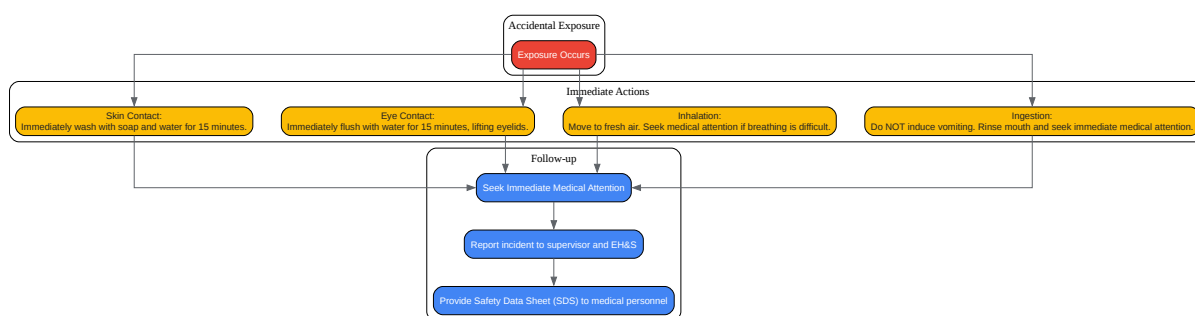 Accidental Exposure
Exposure Occurs
Immediate Actions
Skin Contact:
Immediately wash with soap and water for 15 minutes.
Eye Contact:
Immediately flush with water for 15 minutes, lifting eyelids.
Inhalation:
Move to fresh air. Seek medical attention if breathing is difficult.
Ingestion:
Do NOT induce vomiting. Rinse mouth and seek immediate medical attention.
Follow-up
Seek Immediate Medical Attention
Report incident to supervisor and EH&S
Provide Safety Data Sheet (SDS) to medical personnel